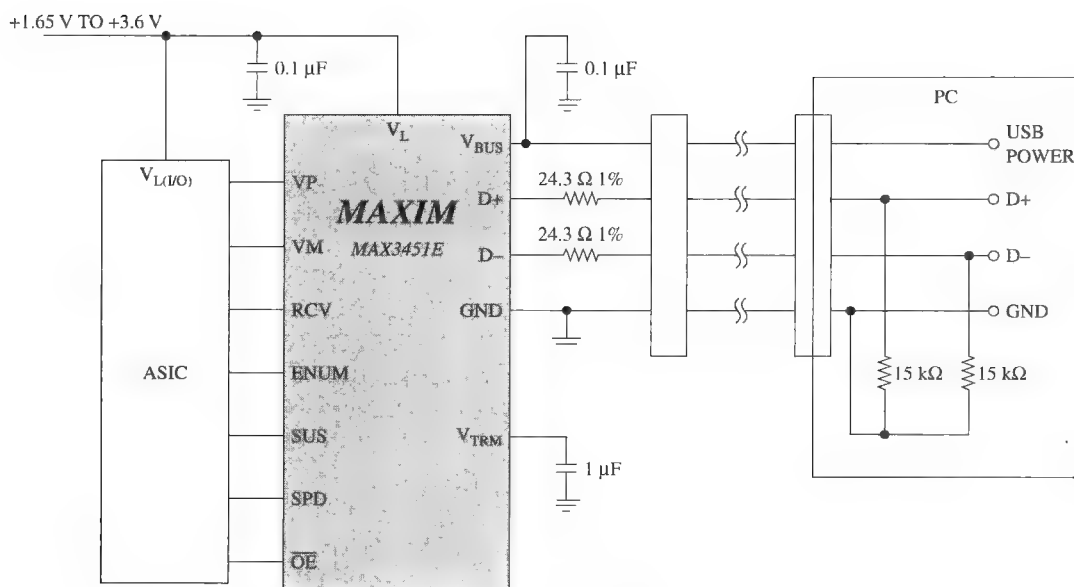 +1.65 V TO +3.6 V
0.1 µF
0.1 µF
PC
V_L
V_BUS
USB POWER
V_L(I/O)
VP
D+
24.3 Ω 1%
D+
MAXIM
MAX3451E
VM
D−
24.3 Ω 1%
D−
RCV
GND
GND
ASIC
ENUM
15 kΩ
15 kΩ
SUS
V_TRM
1 µF
SPD
O̅E̅